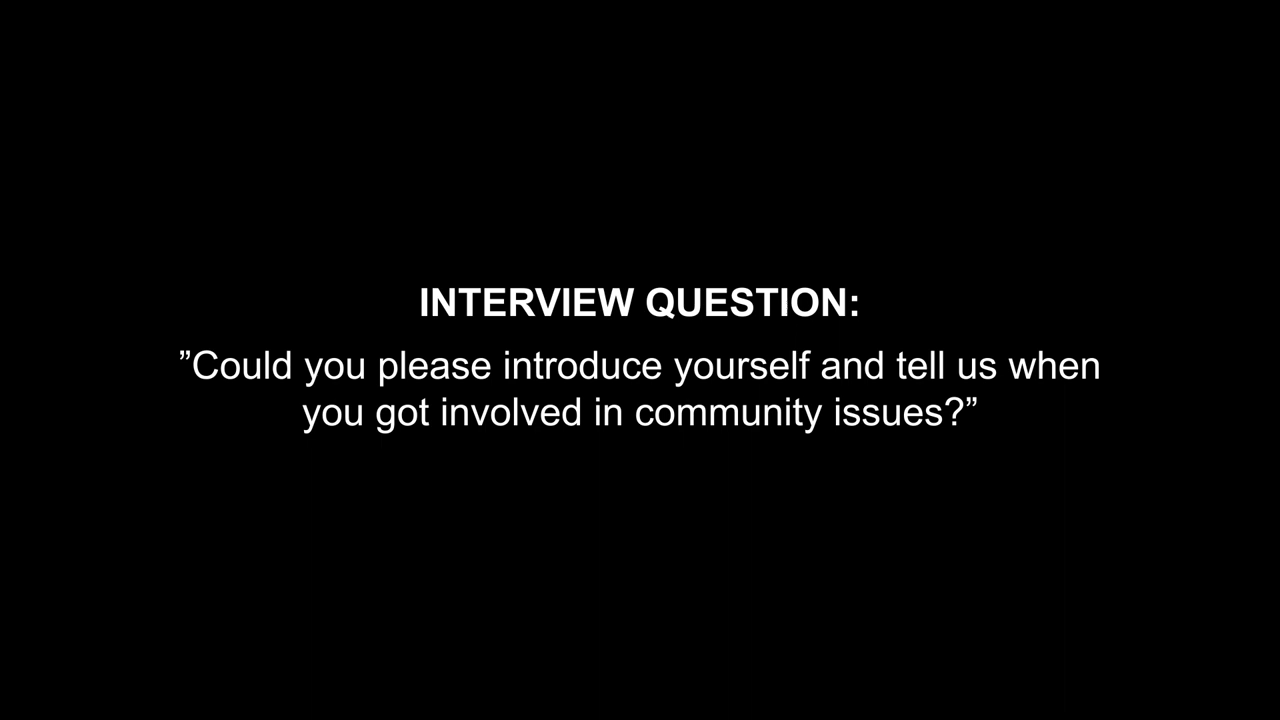 INTERVIEW QUESTION:
”Could you please introduce yourself and tell us when
you got involved in community issues?”